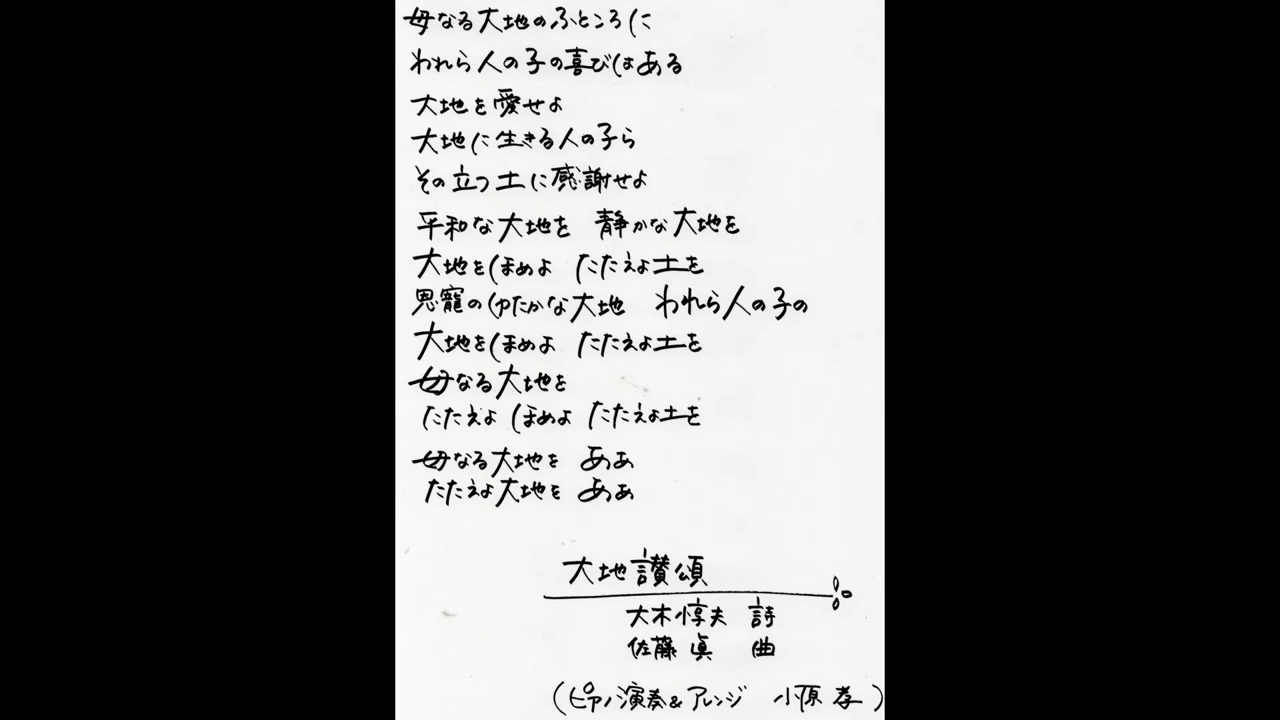 母なる大地のふところに
われら人の子の喜びはある
大地を愛せよ
大地に生きる人の子ら
その立つ土に感謝せよ
平和な大地を 静かな大地を
大地をほめよ たたえよ土を
恩寵のゆたかな大地 われら人の子の
大地をほめよ たたえよ土を
母なる大地を
たたえよ ほめよ たたえよ土を
母なる大地を ああ
たたえよ大地を ああ
大地讃頌
大木惇夫 詩
佐藤眞 曲
(ピアノ演奏&アレンジ 小原孝)